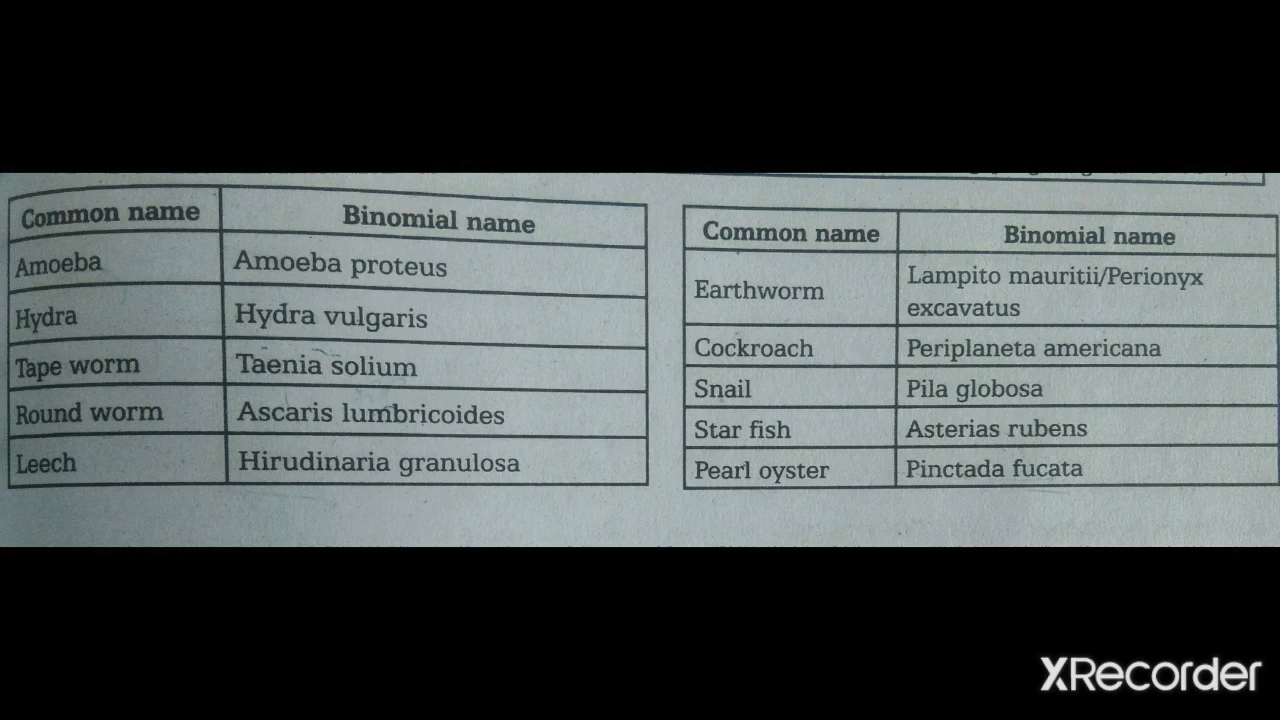 Common name Binomial name
Amoeba Amoeba proteus
Hydra Hydra vulgaris
Tape worm Taenia solium
Round worm Ascaris lumbricoides
Leech Hirudinaria granulosa
Common name Binomial name
Earthworm Lampito mauritii/Perionyx
excavatus
Cockroach Periplaneta americana
Snail Pila globosa
Star fish Asterias rubens
Pearl oyster Pinctada fucata
XRecorder